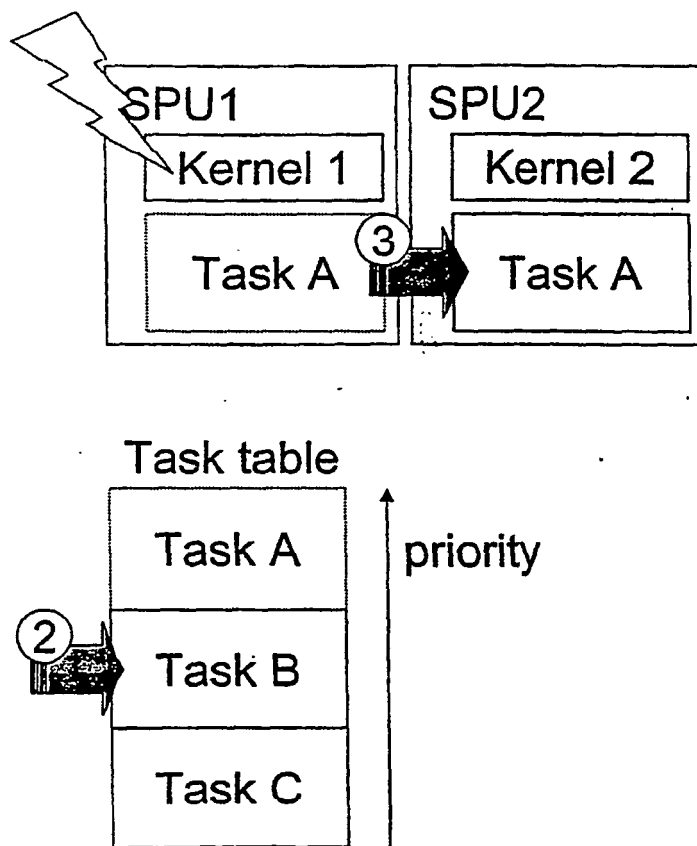 SPU1
SPU2
Kernel 1
Kernel 2
3
Task A
Task A
Task table
Task A
priority
2
Task B
Task C